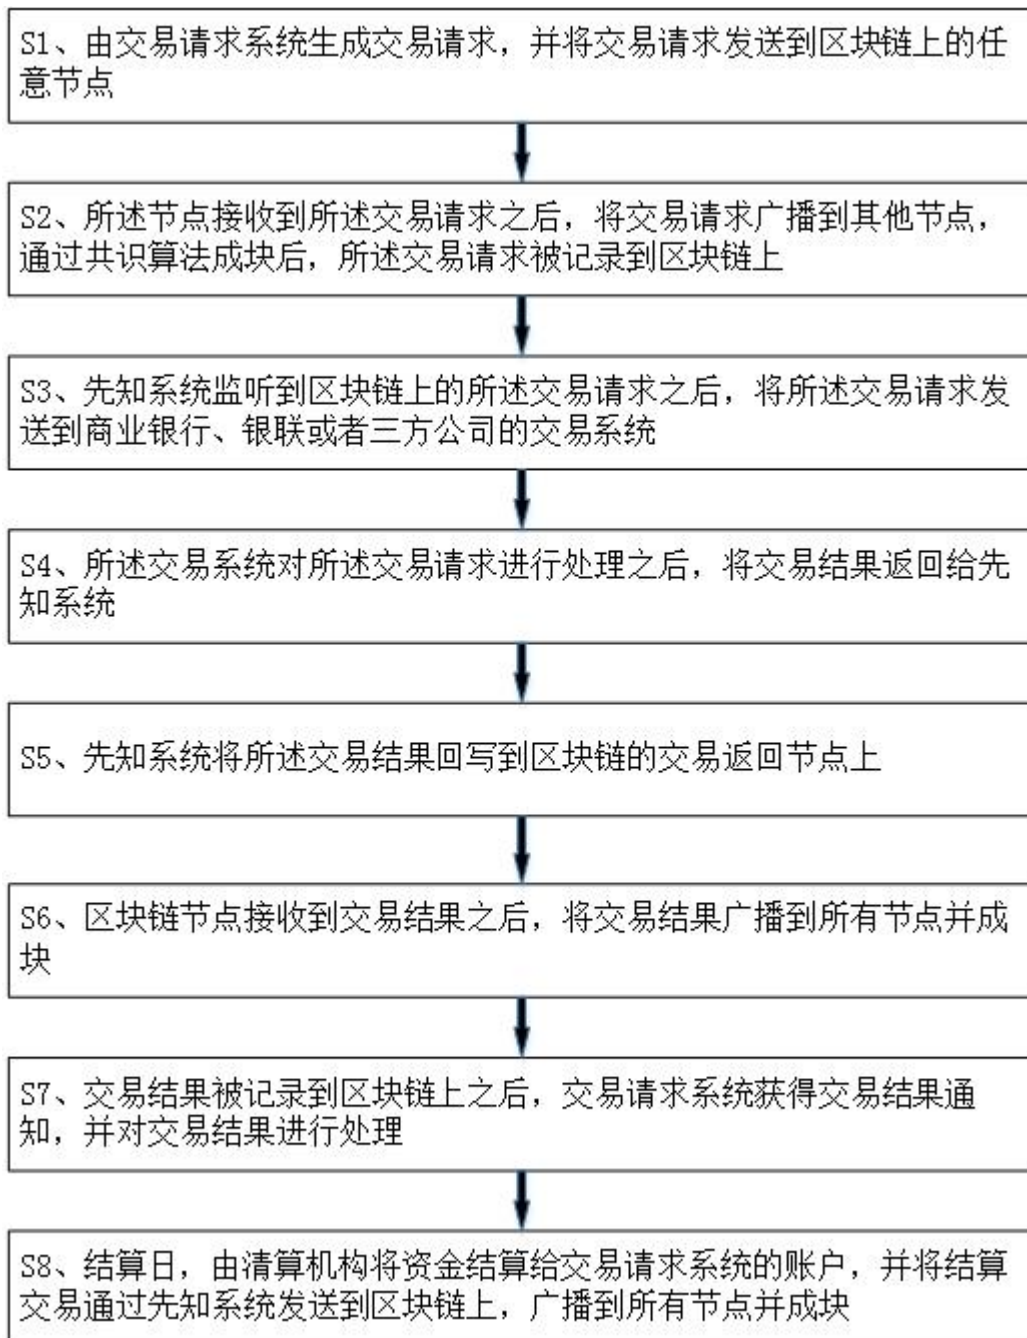 S1、由交易请求系统生成交易请求，并将交易请求发送到区块链上的任
意节点
S2、所述节点接收到所述交易请求之后，将交易请求广播到其他节点，
通过共识算法成块后，所述交易请求被记录到区块链上
S3、先知系统监听到区块链上的所述交易请求之后，将所述交易请求发
送到商业银行、银联或者三方公司的交易系统
S4、所述交易系统对所述交易请求进行处理之后，将交易结果返回给先
知系统
S5、先知系统将所述交易结果回写到区块链的交易返回节点上
S6、区块链节点接收到交易结果之后，将交易结果广播到所有节点并成
块
S7、交易结果被记录到区块链上之后，交易请求系统获得交易结果通
知，并对交易结果进行处理
S8、结算日，由清算机构将资金结算给交易请求系统的账户，并将结算
交易通过先知系统发送到区块链上，广播到所有节点并成块